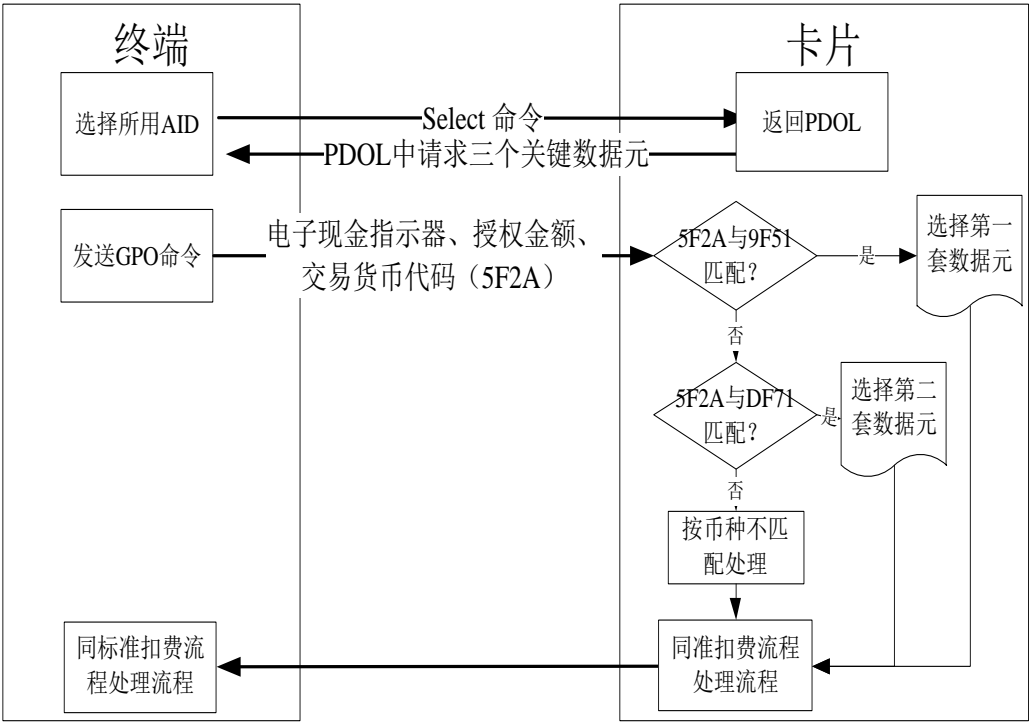 终端
卡片
选择所用AID
Select 命令
返回PDOL
PDOL中请求三个关键数据元
发送GPO命令
电子现金指示器、授权金额、
交易货币代码（5F2A）
5F2A与9F51
匹配？
是
选择第一
套数据元
否
5F2A与DF71
匹配？
是
选择第二
套数据元
否
按币种不匹
配处理
同标准扣费流
程处理流程
同准扣费流程
处理流程